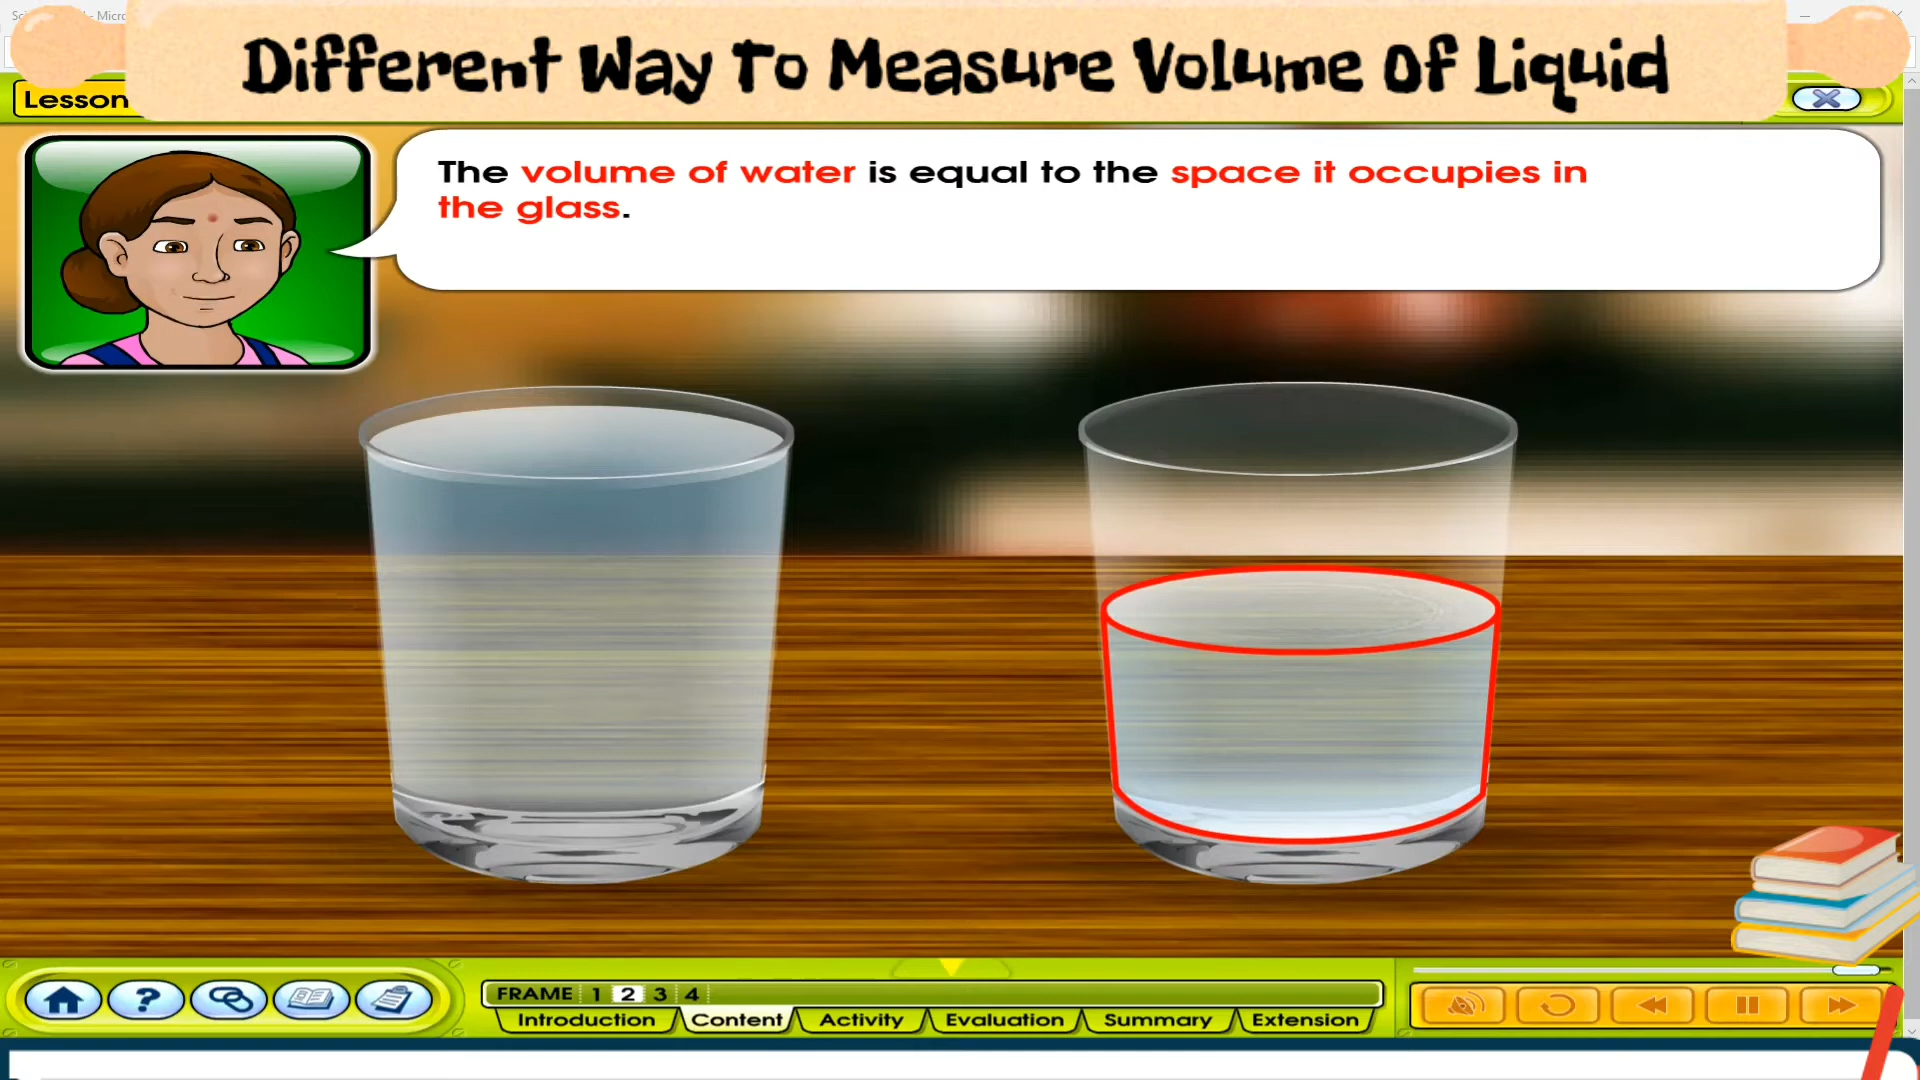 Different Way To Measure Volume Of Liquid
Lesson
The volume of water is equal to the space it occupies in
the glass.
FRAME 1 2 3 4
Introduction Content Activity Evaluation Summary Extension